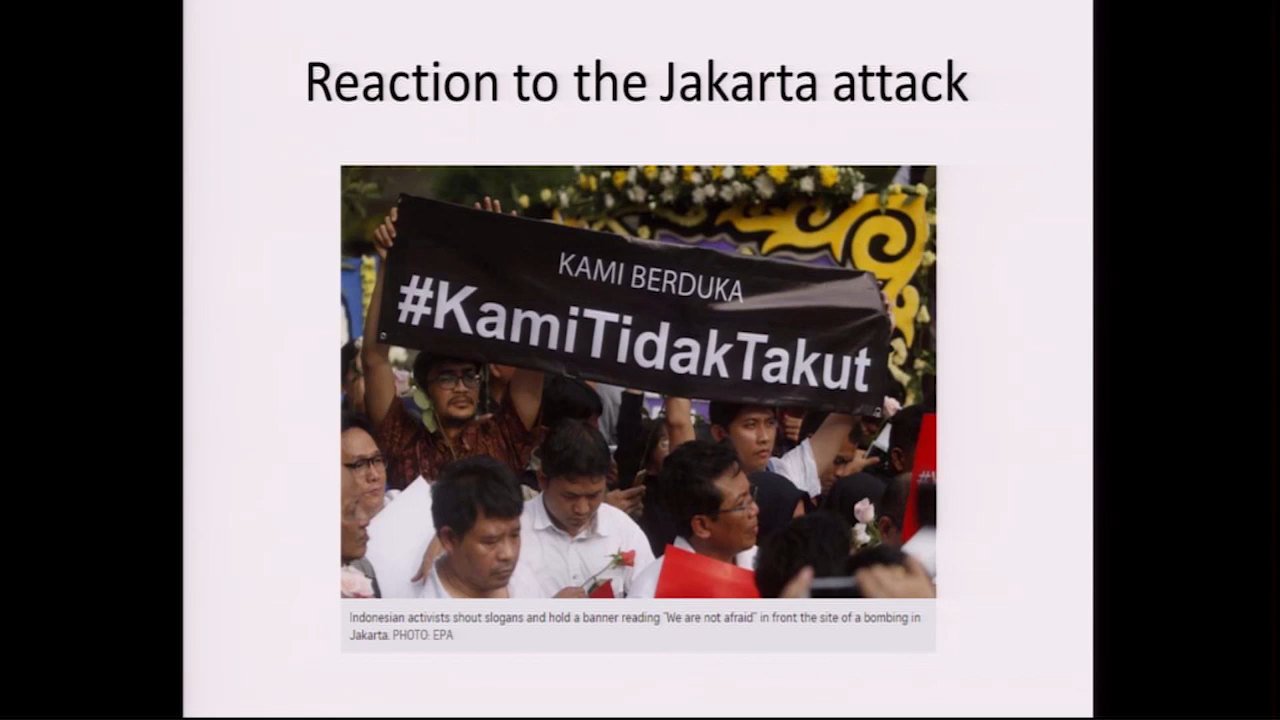 Reaction to the Jakarta attack
KAMI BERDUKA
#KamiTidakTakut
Indonesian activists shout slogans and hold a banner reading "We are not afraid" in front the site of a bombing in
Jakarta. PHOTO: EPA